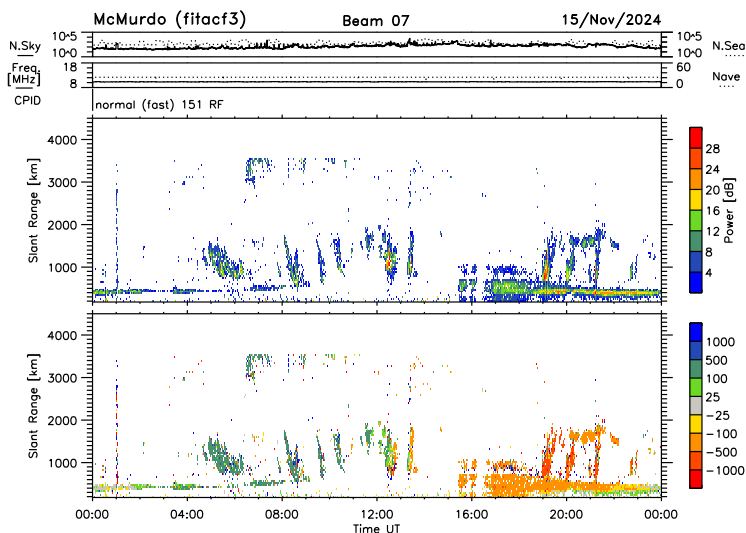 McMurdo (fitacf3) Beam 07 15/Nov/2024
N.Sky 10^5 10^0 10^5 10^0 N.Sea
Freq. [MHz] 18 8 60 0 Nave
CPID normal (fast) 151 RF
Slant Range [km] 4000 3000 2000 1000
28 24 20 16 12 8 4 Power [dB]
Slant Range [km] 4000 3000 2000 1000
1000 500 100 25 -25 -100 -500 -1000
00:00 04:00 08:00 12:00 16:00 20:00 00:00
Time UT